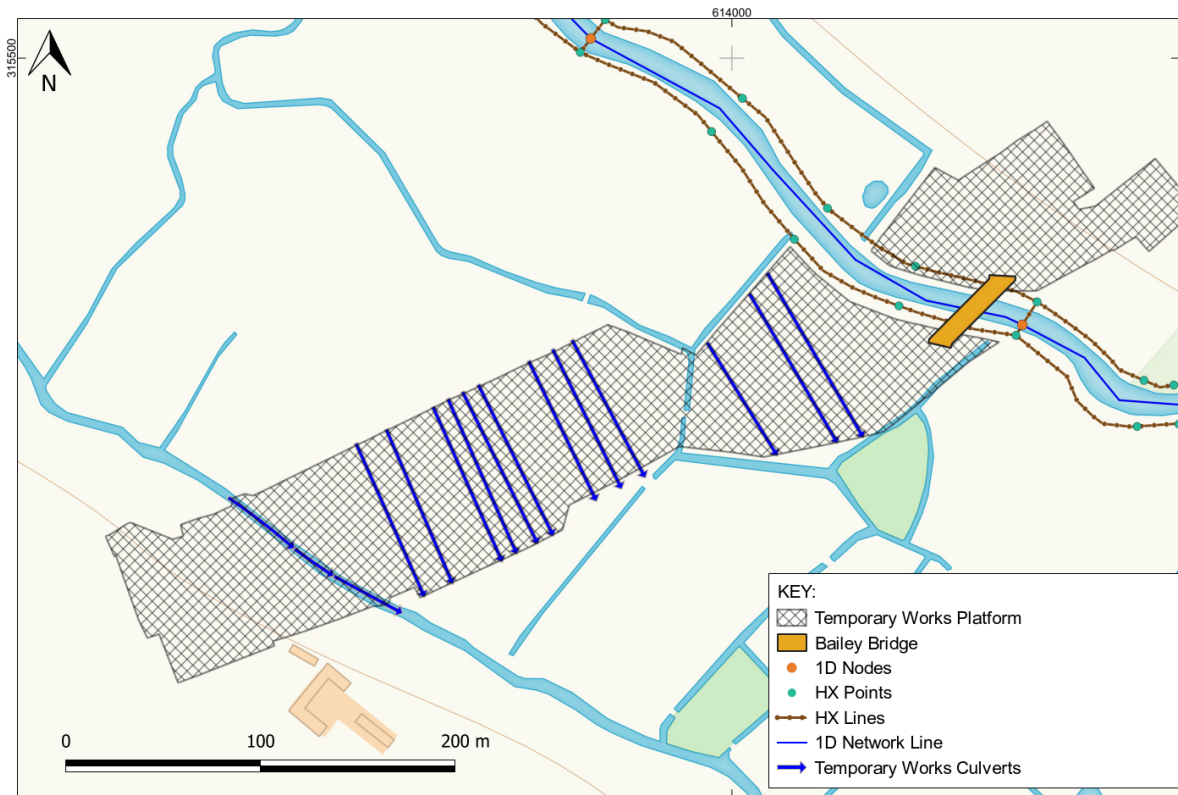 614000
315500
N
KEY:
Temporary Works Platform
Bailey Bridge
1D Nodes
HX Points
HX Lines
1D Network Line
Temporary Works Culverts
0 100 200 m